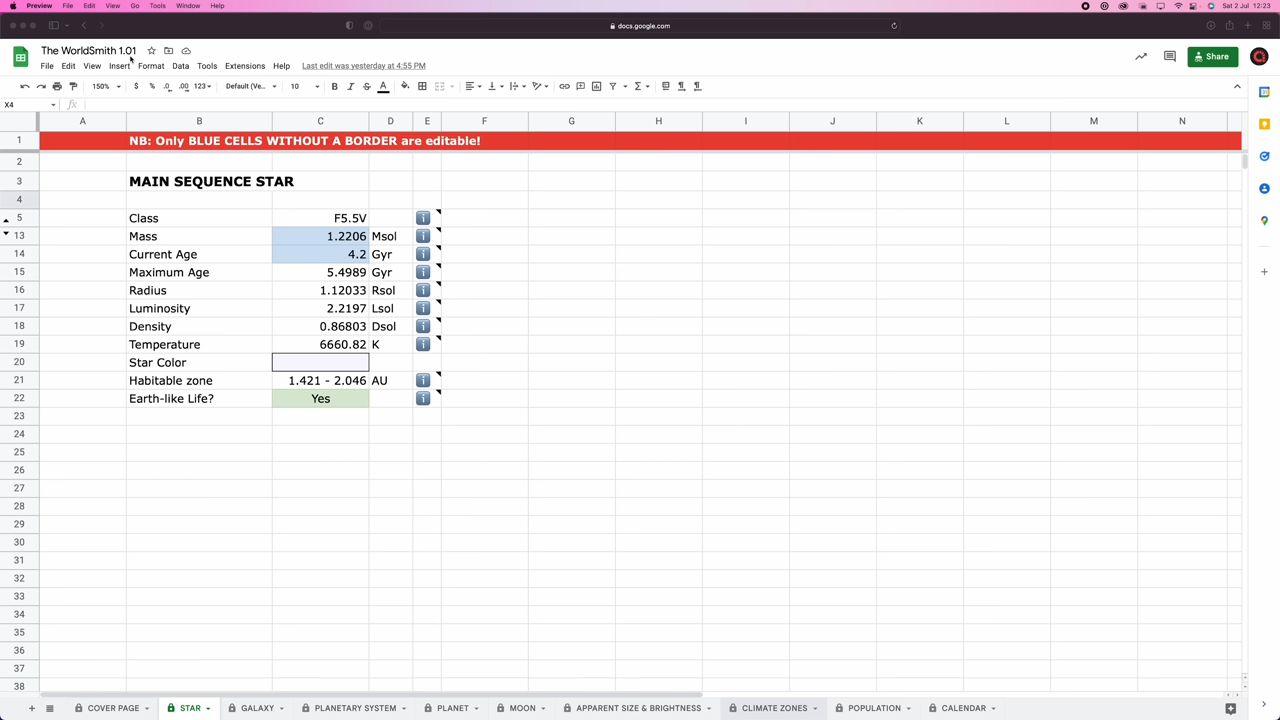 Preview File Edit View Go Tools Window Help Sat 2 Jul 12:23
docs.google.com
The WorldSmith 1.01
File Edit View Insert Format Data Tools Extensions Help Last edit was yesterday at 4:55 PM
Share
150% $ % .0 .00 123 Default (Ve... 10 B I S A
X4 fx
A B C D E F G H I J K L M N
1 NB: Only BLUE CELLS WITHOUT A BORDER are editable!
2
3 MAIN SEQUENCE STAR
4
5 Class F5.5V
13 Mass 1.2206 Msol
14 Current Age 4.2 Gyr
15 Maximum Age 5.4989 Gyr
16 Radius 1.12033 Rsol
17 Luminosity 2.2197 Lsol
18 Density 0.86803 Dsol
19 Temperature 6660.82 K
20 Star Color
21 Habitable zone 1.421 - 2.046 AU
22 Earth-like Life? Yes
23
24
25
26
27
28
29
30
31
32
33
34
35
36
37
38
COVER PAGE STAR GALAXY PLANETARY SYSTEM PLANET MOON APPARENT SIZE & BRIGHTNESS CLIMATE ZONES POPULATION CALENDAR